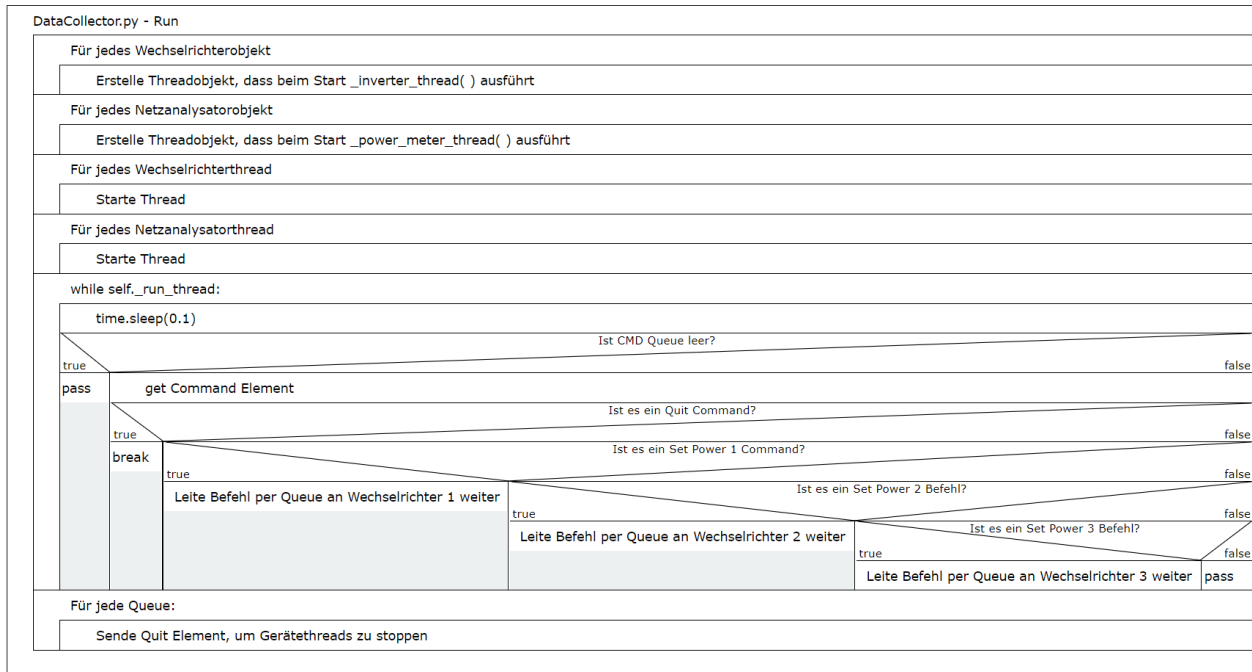 DataCollector.py - Run
Für jedes Wechselrichterobjekt
Erstelle Threadobjekt, dass beim Start _inverter_thread( ) ausführt
Für jedes Netzanalysatorobjekt
Erstelle Threadobjekt, dass beim Start _power_meter_thread( ) ausführt
Für jedes Wechselrichterthread
Starte Thread
Für jedes Netzanalysatorthread
Starte Thread
while self._run_thread:
time.sleep(0.1)
Ist CMD Queue leer?
true
false
pass
get Command Element
Ist es ein Quit Command?
true
false
break
Ist es ein Set Power 1 Command?
true
false
Leite Befehl per Queue an Wechselrichter 1 weiter
Ist es ein Set Power 2 Befehl?
true
false
Leite Befehl per Queue an Wechselrichter 2 weiter
Ist es ein Set Power 3 Befehl?
true
false
Leite Befehl per Queue an Wechselrichter 3 weiter
pass
Für jede Queue:
Sende Quit Element, um Gerätethreads zu stoppen